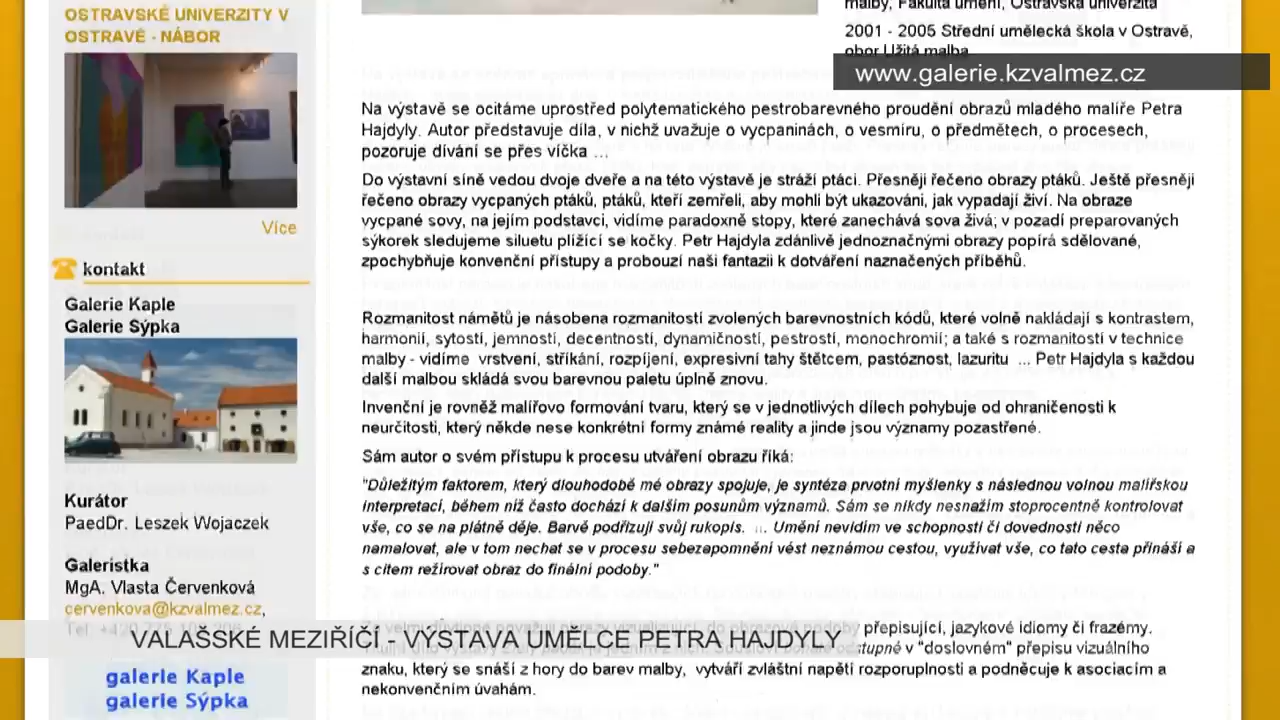 OSTRAVSKÉ UNIVERZITY V
OSTRAVĚ - NÁBOR
Více
kontakt
Galerie Kaple
Galerie Sýpka
Kurátor
PaedDr. Leszek Wojaczek
Galeristka
MgA. Vlasta Červenková
cervenkova@kzvalmez.cz,
galerie Kaple
galerie Sýpka
malby, Fakulta umění, Ostravská univerzita
2001 - 2005 Střední umělecká škola v Ostravě,
obor Užitá malba
www.galerie.kzvalmez.cz
Na výstavě se ocitáme uprostřed polytematického pestrobarevného proudění obrazů mladého malíře Petra
Hajdyly. Autor představuje díla, v nichž uvažuje o vycpaninách, o vesmíru, o předmětech, o procesech,
pozoruje dívání se přes víčka ...
Do výstavní síně vedou dvoje dveře a na této výstavě je stráží ptáci. Přesněji řečeno obrazy ptáků. Ještě přesněji
řečeno obrazy vycpaných ptáků, ptáků, kteří zemřeli, aby mohli být ukazováni, jak vypadají živí. Na obraze
vycpané sovy, na jejím podstavci, vidíme paradoxně stopy, které zanechává sova živá; v pozadí preparovaných
sýkorek sledujeme siluetu plížící se kočky. Petr Hajdyla zdánlivě jednoznačnými obrazy popírá sdělované,
zpochybňuje konvenční přístupy a probouzí naši fantazii k dotváření naznačených příběhů.
Rozmanitost námětů je násobena rozmanitostí zvolených barevnostních kódů, které volně nakládají s kontrastem,
harmonií, sytostí, jemností, decentností, dynamičností, pestrostí, monochromií; a také s rozmanitostí v technice
malby - vidíme vrstvení, stříkání, rozpíjení, expresivní tahy štětcem, pastóznost, lazuritu ... Petr Hajdyla s každou
další malbou skládá svou barevnou paletu úplně znovu.
Invenční je rovněž malířovo formování tvaru, který se v jednotlivých dílech pohybuje od ohraničenosti k
neurčitosti, který někde nese konkrétní formy známé reality a jinde jsou významy pozastřené.
Sám autor o svém přístupu k procesu utváření obrazu říká:
"Důležitým faktorem, který dlouhodobě mé obrazy spojuje, je syntéza prvotní myšlenky s následnou volnou malířskou
interpretací, během níž často dochází k dalším posunům významů. Sám se nikdy nesnažím stoprocentně kontrolovat
vše, co se na plátně děje. Barvě podřizuji svůj rukopis. ... Umění nevidím ve schopnosti či dovednosti něco
namalovat, ale v tom nechat se v procesu sebezapomnění vést neznámou cestou, využívat vše, co tato cesta přináší a
s citem režírovat obraz do finální podoby."
Za velmi důvtipné považuji obrazy vizualizující, do obrazové podoby přepisující, jazykové idiomy či frazémy.
v "doslovném" přepisu vizuálního
znaku, který se snáší z hory do barev malby, vytváří zvláštní napětí rozporuplnosti a podněcuje k asociacím a
nekonvenčním úvahám.
VALAŠSKÉ MEZIŘÍČÍ - VÝSTAVA UMĚLCE PETRA HAJDYLY